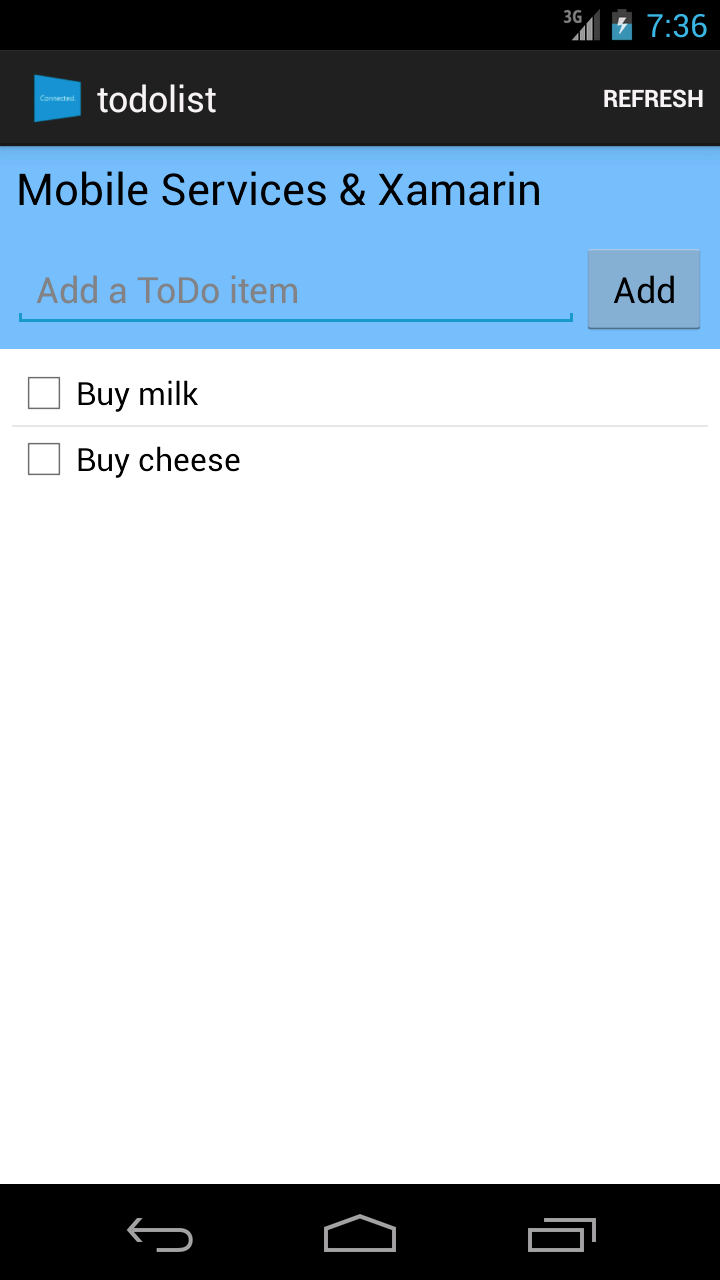 3G 7:36
Connected.
todolist REFRESH
Mobile Services & Xamarin
Add a ToDo item Add
Buy milk
Buy cheese